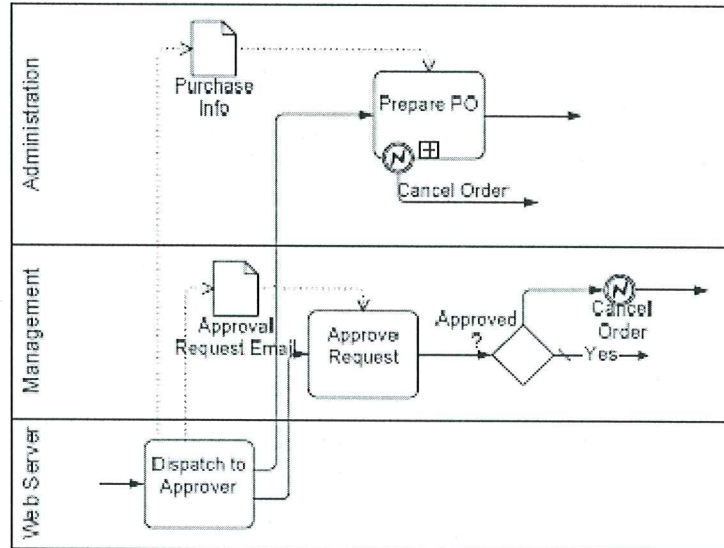 Administration
Purchase
Info
Prepare PO
Cancel Order
Management
Approval
Request Email
Approve
Request
Approved
?
Cancel
Order
Yes
Web Server
Dispatch to
Approver